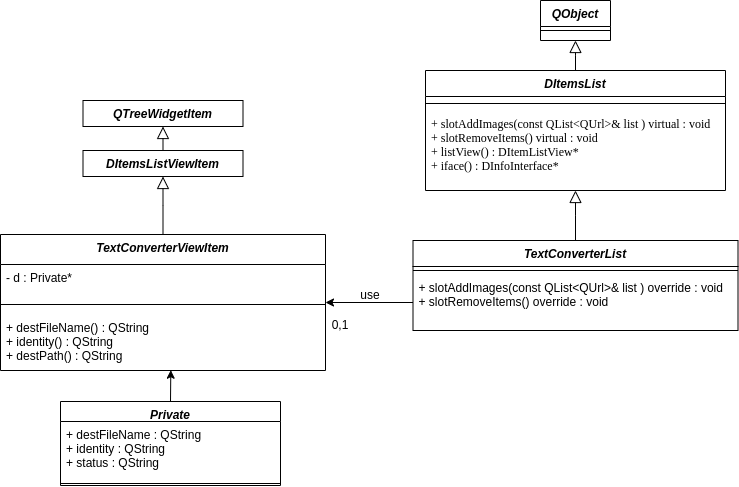 QObject
DItemsList
+ slotAddImages(const QList<QUrl>& list ) virtual : void
+ slotRemoveItems() virtual : void
+ listView() : DItemListView*
+ iface() : DInfoInterface*
QTreeWidgetItem
DItemsListViewItem
TextConverterViewItem
- d : Private*
+ destFileName() : QString
+ identity() : QString
+ destPath() : QString
use
0,1
TextConverterList
+ slotAddImages(const QList<QUrl>& list ) override : void
+ slotRemoveItems() override : void
Private
+ destFileName : QString
+ identity : QString
+ status : QString